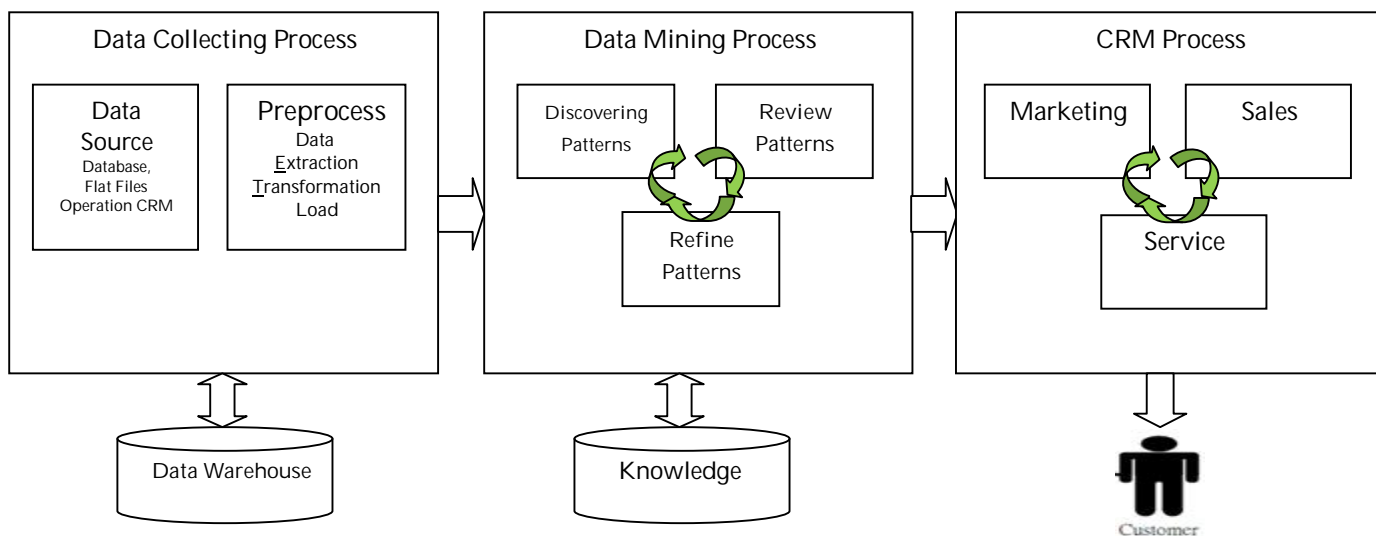 Data Collecting Process
Data
Source
Database,
Flat Files
Operation CRM
Preprocess
Data
Extraction
Transformation
Load
Data Warehouse
Data Mining Process
Discovering
Patterns
Review
Patterns
Refine
Patterns
Knowledge
CRM Process
Marketing
Sales
Service
Customer